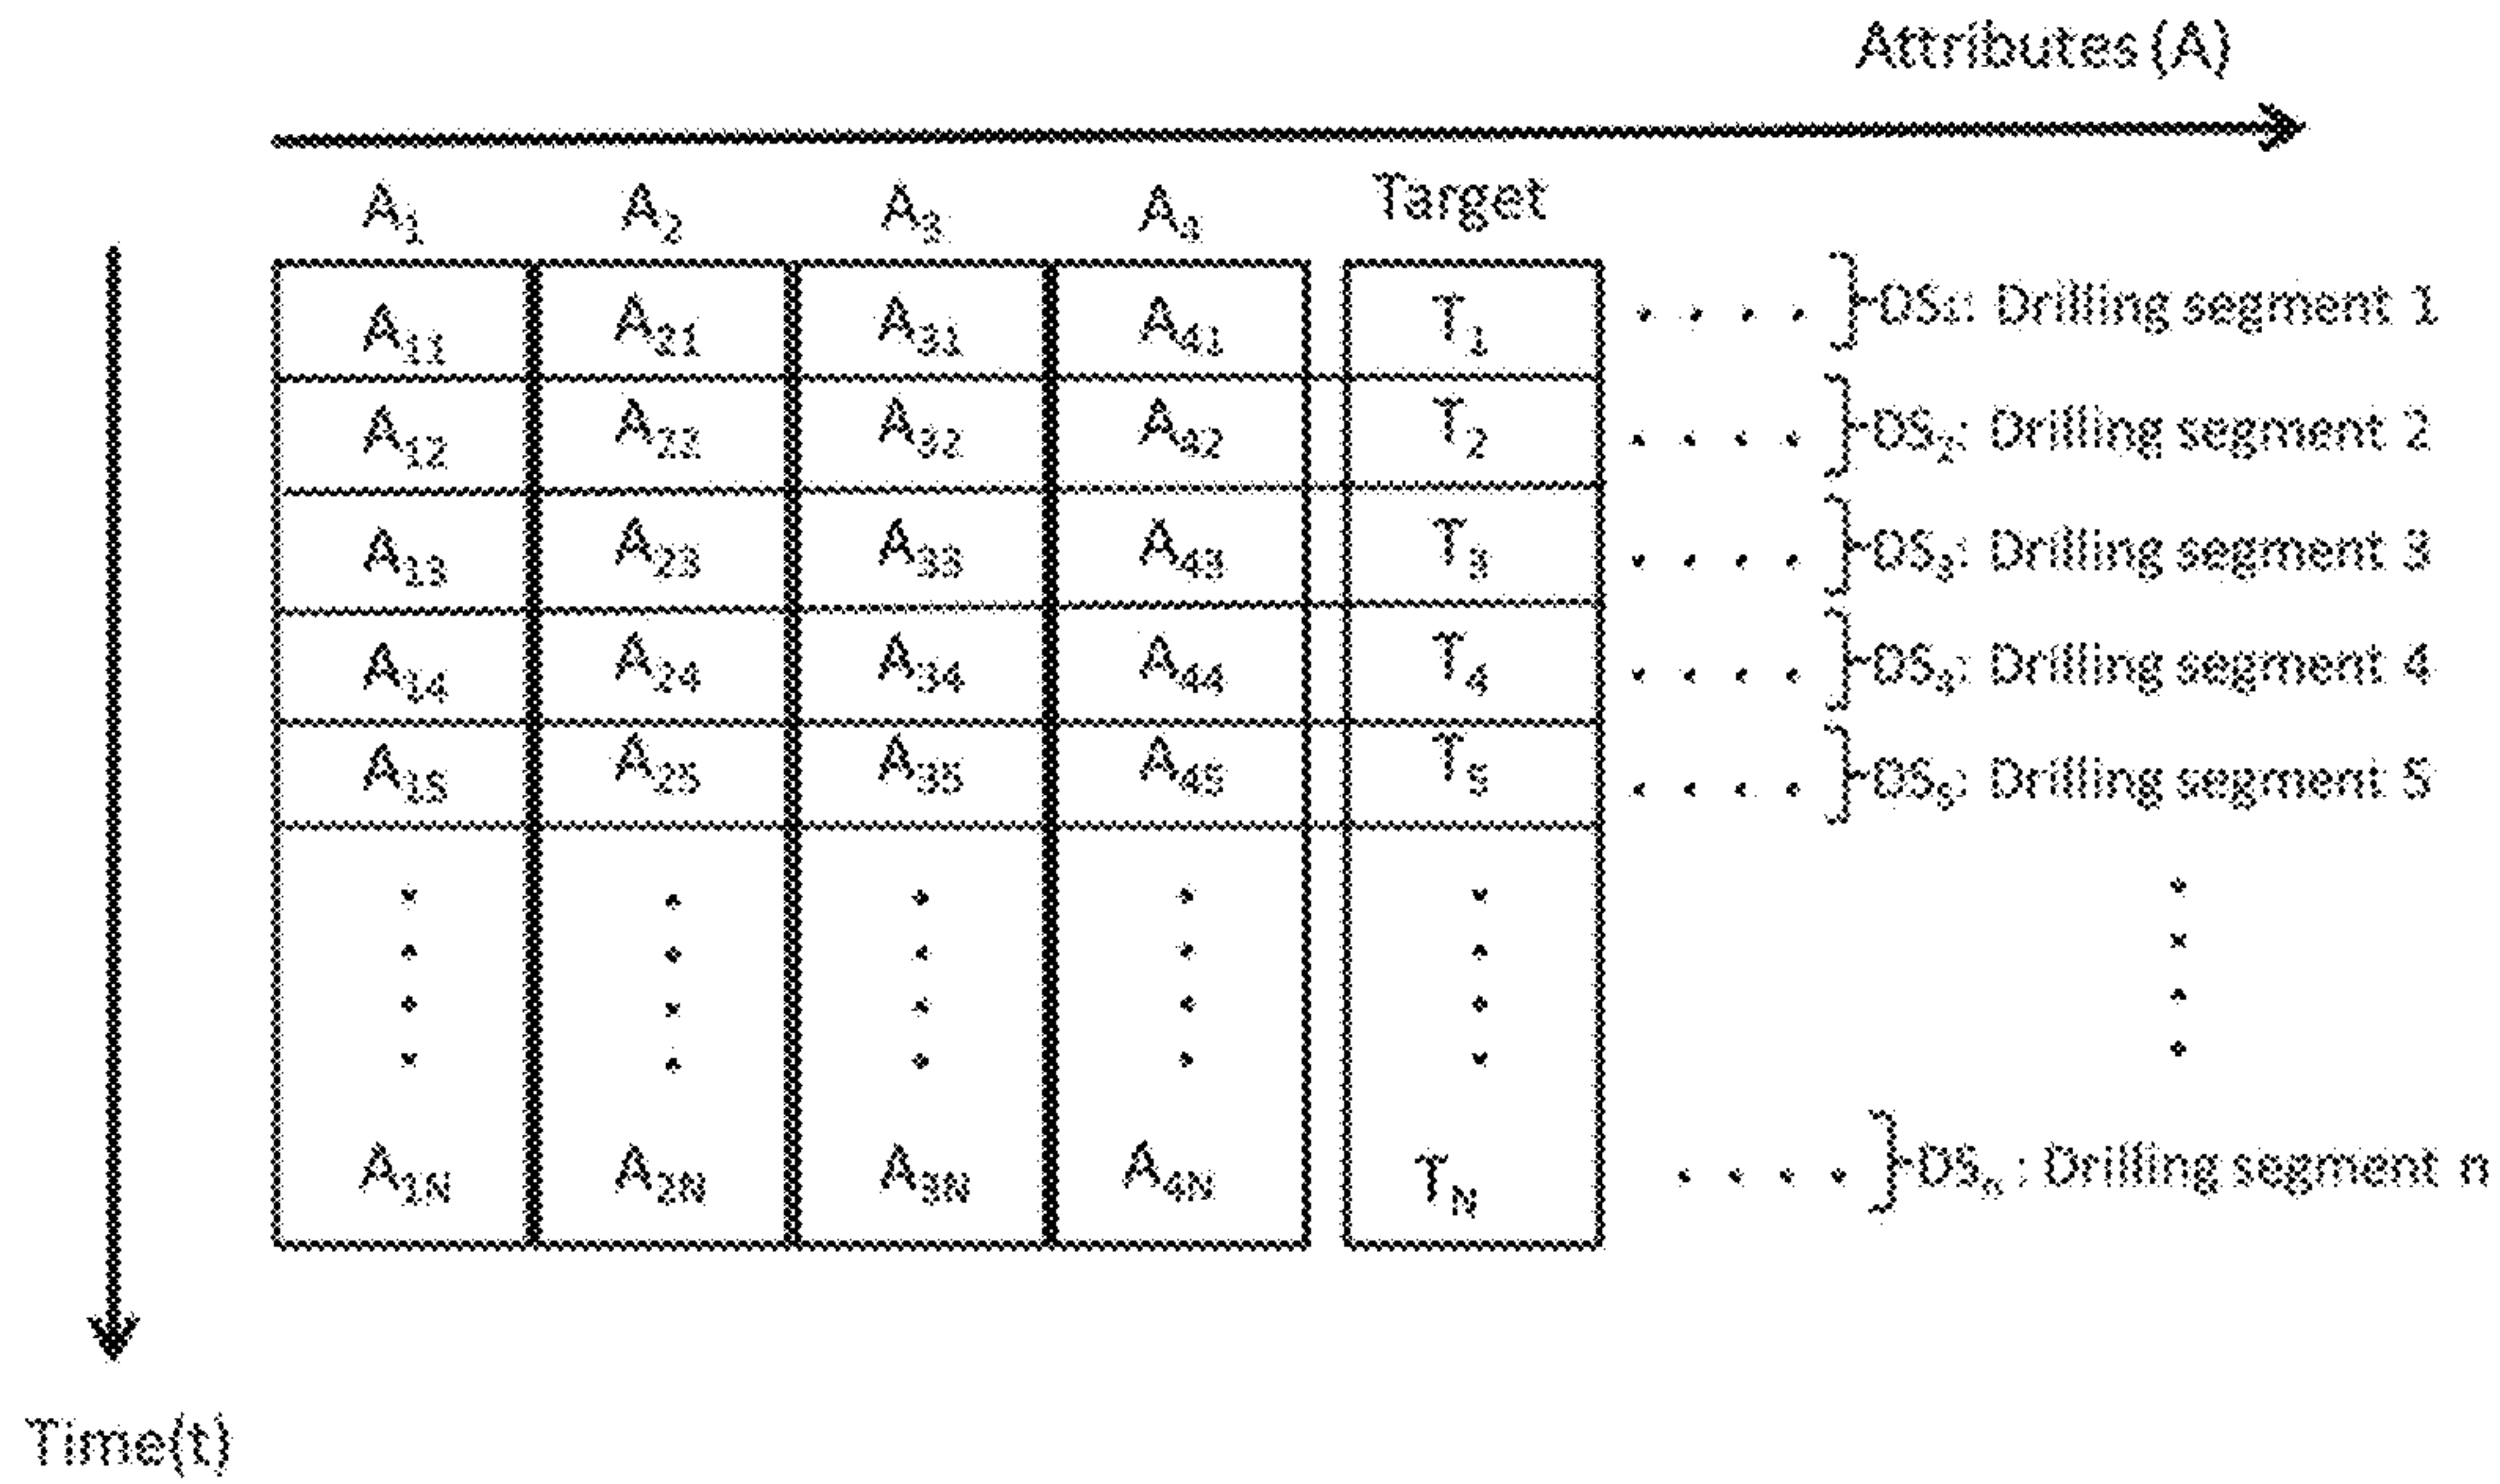 Attributes (A)
A₁ A₂ A₃ A₄ Target
A₁₁ A₂₁ A₃₁ A₄₁ T₁ . . . . DS₁: Drilling segment 1
A₁₂ A₂₂ A₃₂ A₄₂ T₂ . . . . DS₂: Drilling segment 2
A₁₃ A₂₃ A₃₃ A₄₃ T₃ . . . . DS₃: Drilling segment 3
A₁₄ A₂₄ A₃₄ A₄₄ T₄ . . . . DS₄: Drilling segment 4
A₁₅ A₂₅ A₃₅ A₄₅ T₅ . . . . DS₅: Drilling segment 5
A₁N A₂N A₃N A₄N TN . . . . DSₙ : Drilling segment n
Time(t)